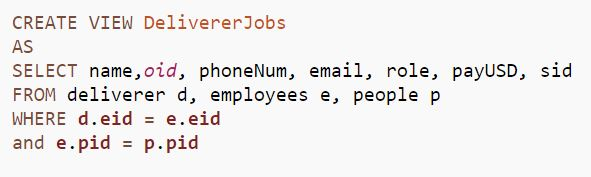 CREATE VIEW DelivererJobs
AS
SELECT name,oid, phoneNum, email, role, payUSD, sid
FROM deliverer d, employees e, people p
WHERE d.eid = e.eid
and e.pid = p.pid